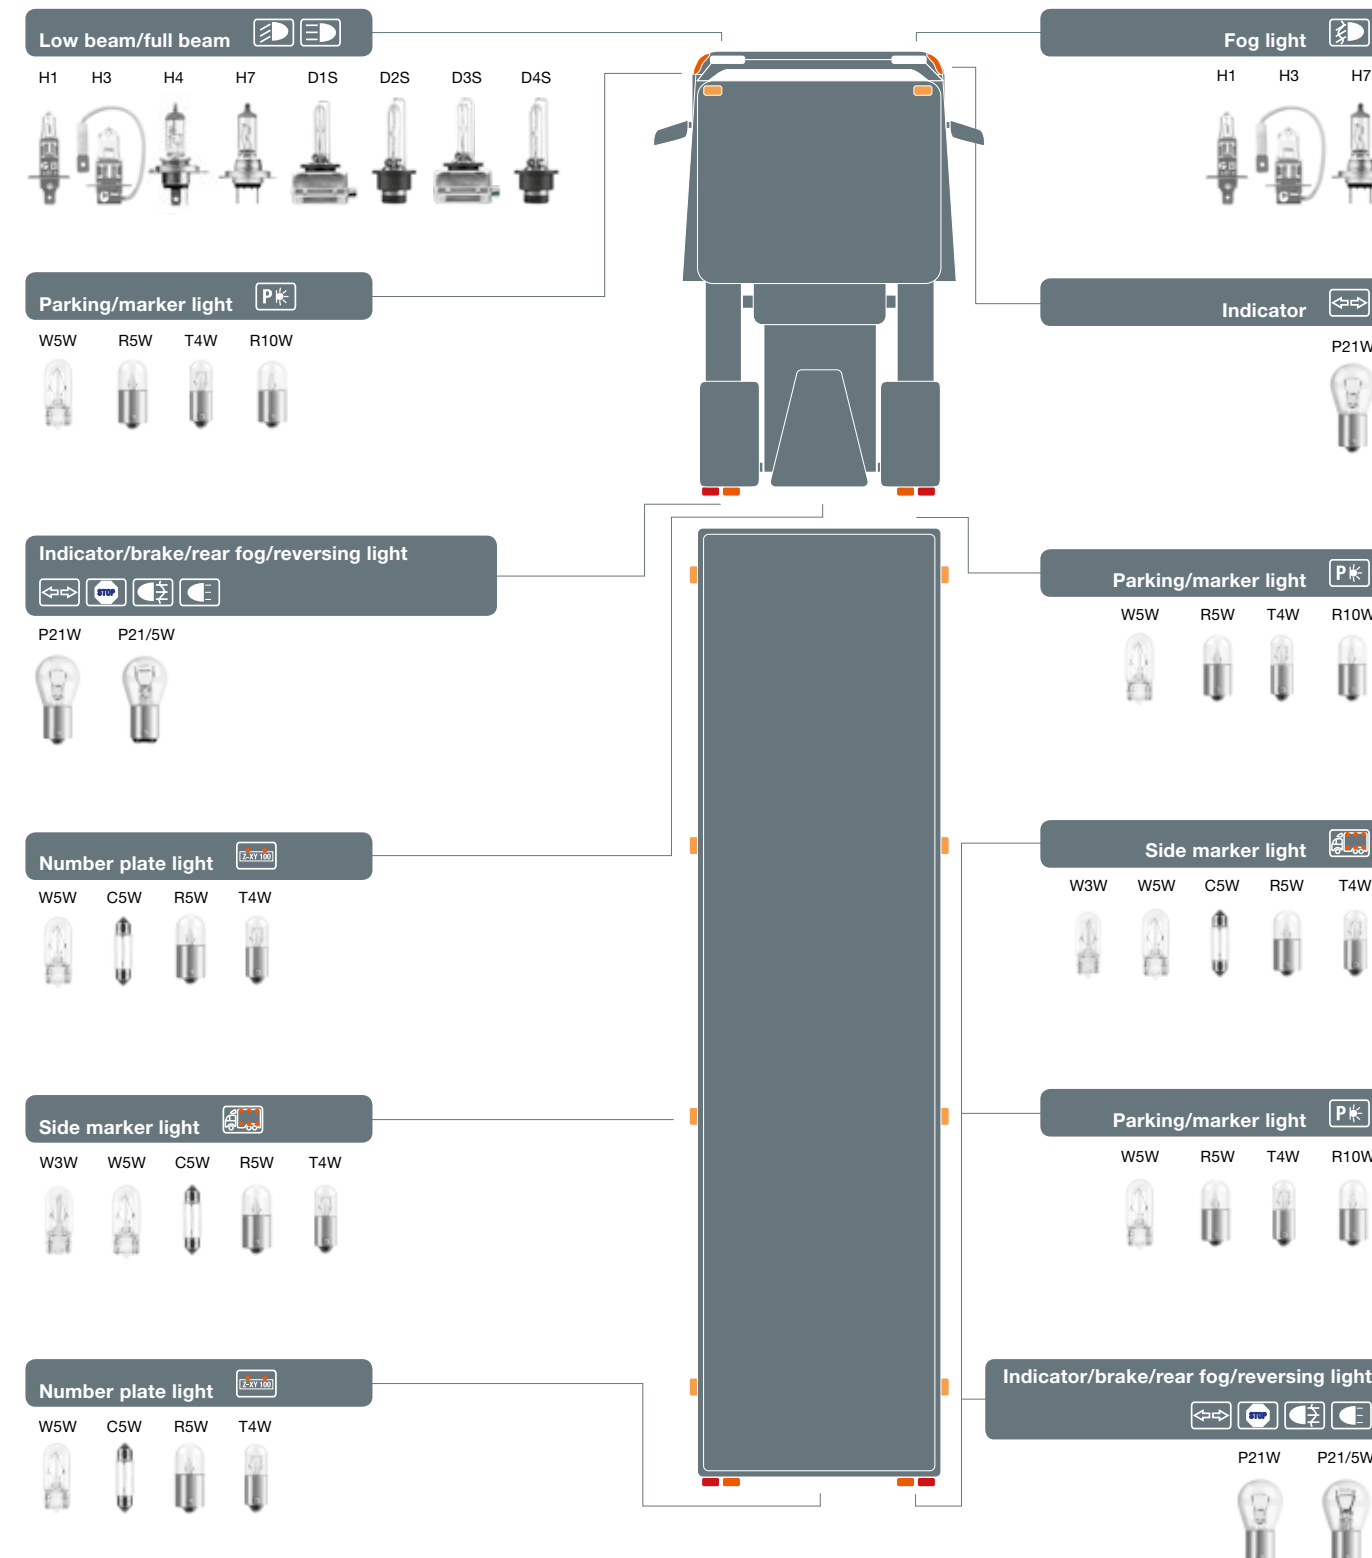 Low beam/full beam
H1 H3 H4 H7 D1S D2S D3S D4S
Parking/marker light P
W5W R5W T4W R10W
Indicator/brake/rear fog/reversing light
STOP
P21W P21/5W
Number plate light Z-XY 100
W5W C5W R5W T4W
Side marker light
W3W W5W C5W R5W T4W
Number plate light Z-XY 100
W5W C5W R5W T4W
Fog light
H1 H3 H7
Indicator
P21W
Parking/marker light P
W5W R5W T4W R10W
Side marker light
W3W W5W C5W R5W T4W
Parking/marker light P
W5W R5W T4W R10W
Indicator/brake/rear fog/reversing light
STOP
P21W P21/5W